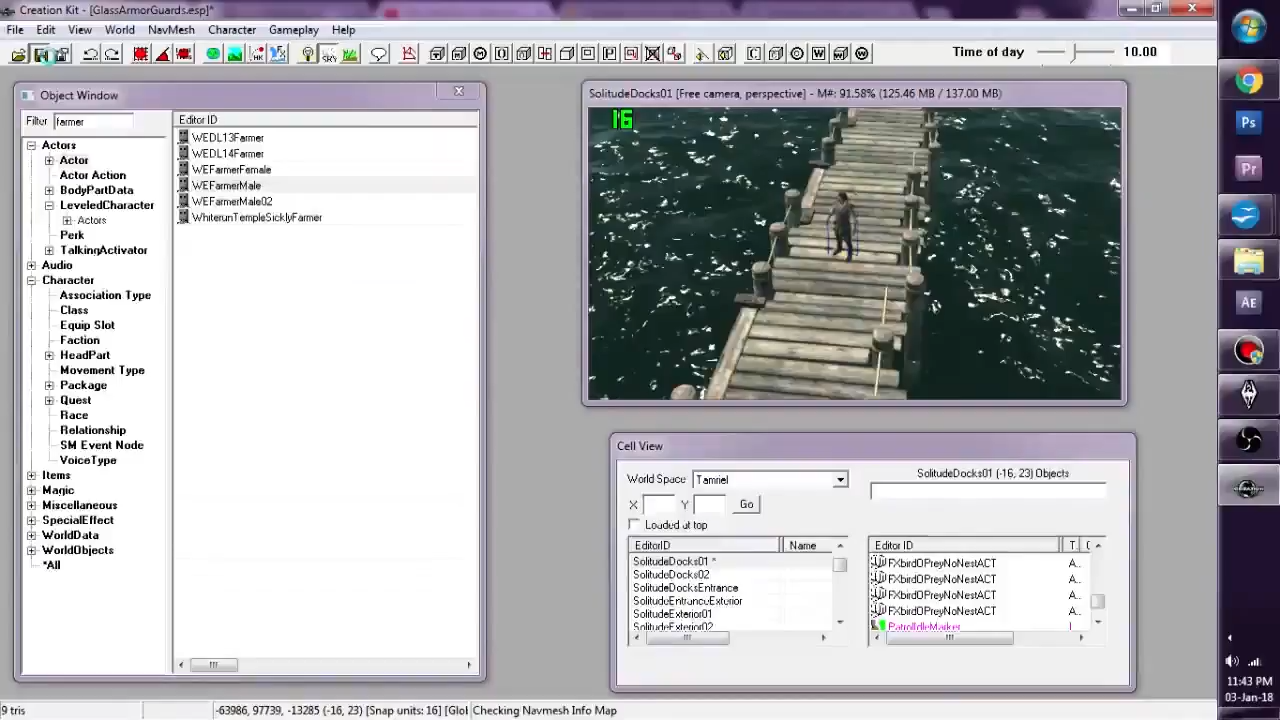 Creation Kit - [GlassArmorGuards.esp]*
File Edit View World NavMesh Character Gameplay Help
Time of day 10.00
Object Window
Filter farmer
Actors
Actor
Actor Action
BodyPartData
LeveledCharacter
Actors
Perk
TalkingActivator
Audio
Character
Association Type
Class
Equip Slot
Faction
HeadPart
Movement Type
Package
Quest
Race
Relationship
SM Event Node
VoiceType
Items
Magic
Miscellaneous
SpecialEffect
WorldData
WorldObjects
*All
Editor ID
WEDL13Farmer
WEDL14Farmer
WEFarmerFemale
WEFarmerMale
WEFarmerMale02
WhiterunTempleSicklyFarmer
SolitudeDocks01 [Free camera, perspective] - M#: 91.58% (125.46 MB / 137.00 MB)
16
Cell View
World Space Tamriel
X Y Go
Loaded at top
EditorID Name
SolitudeDocks01 *
SolitudeDocks02
SolitudeDocksEntrance
SolitudeEntranceExterior
SolitudeExterior01
SolitudeExterior02
SolitudeDocks01 (-16, 23) Objects
Editor ID T.. C
FXbirdOPreyNoNestACT A..
FXbirdOPreyNoNestACT A..
FXbirdOPreyNoNestACT A..
FXbirdOPreyNoNestACT A..
PatrolIdleMarker I
9 tris
-63986, 97739, -13285 (-16, 23) [Snap units: 16] [Glol Checking Navmesh Info Map
Ps
Pr
AE
11:43 PM
03-Jan-18